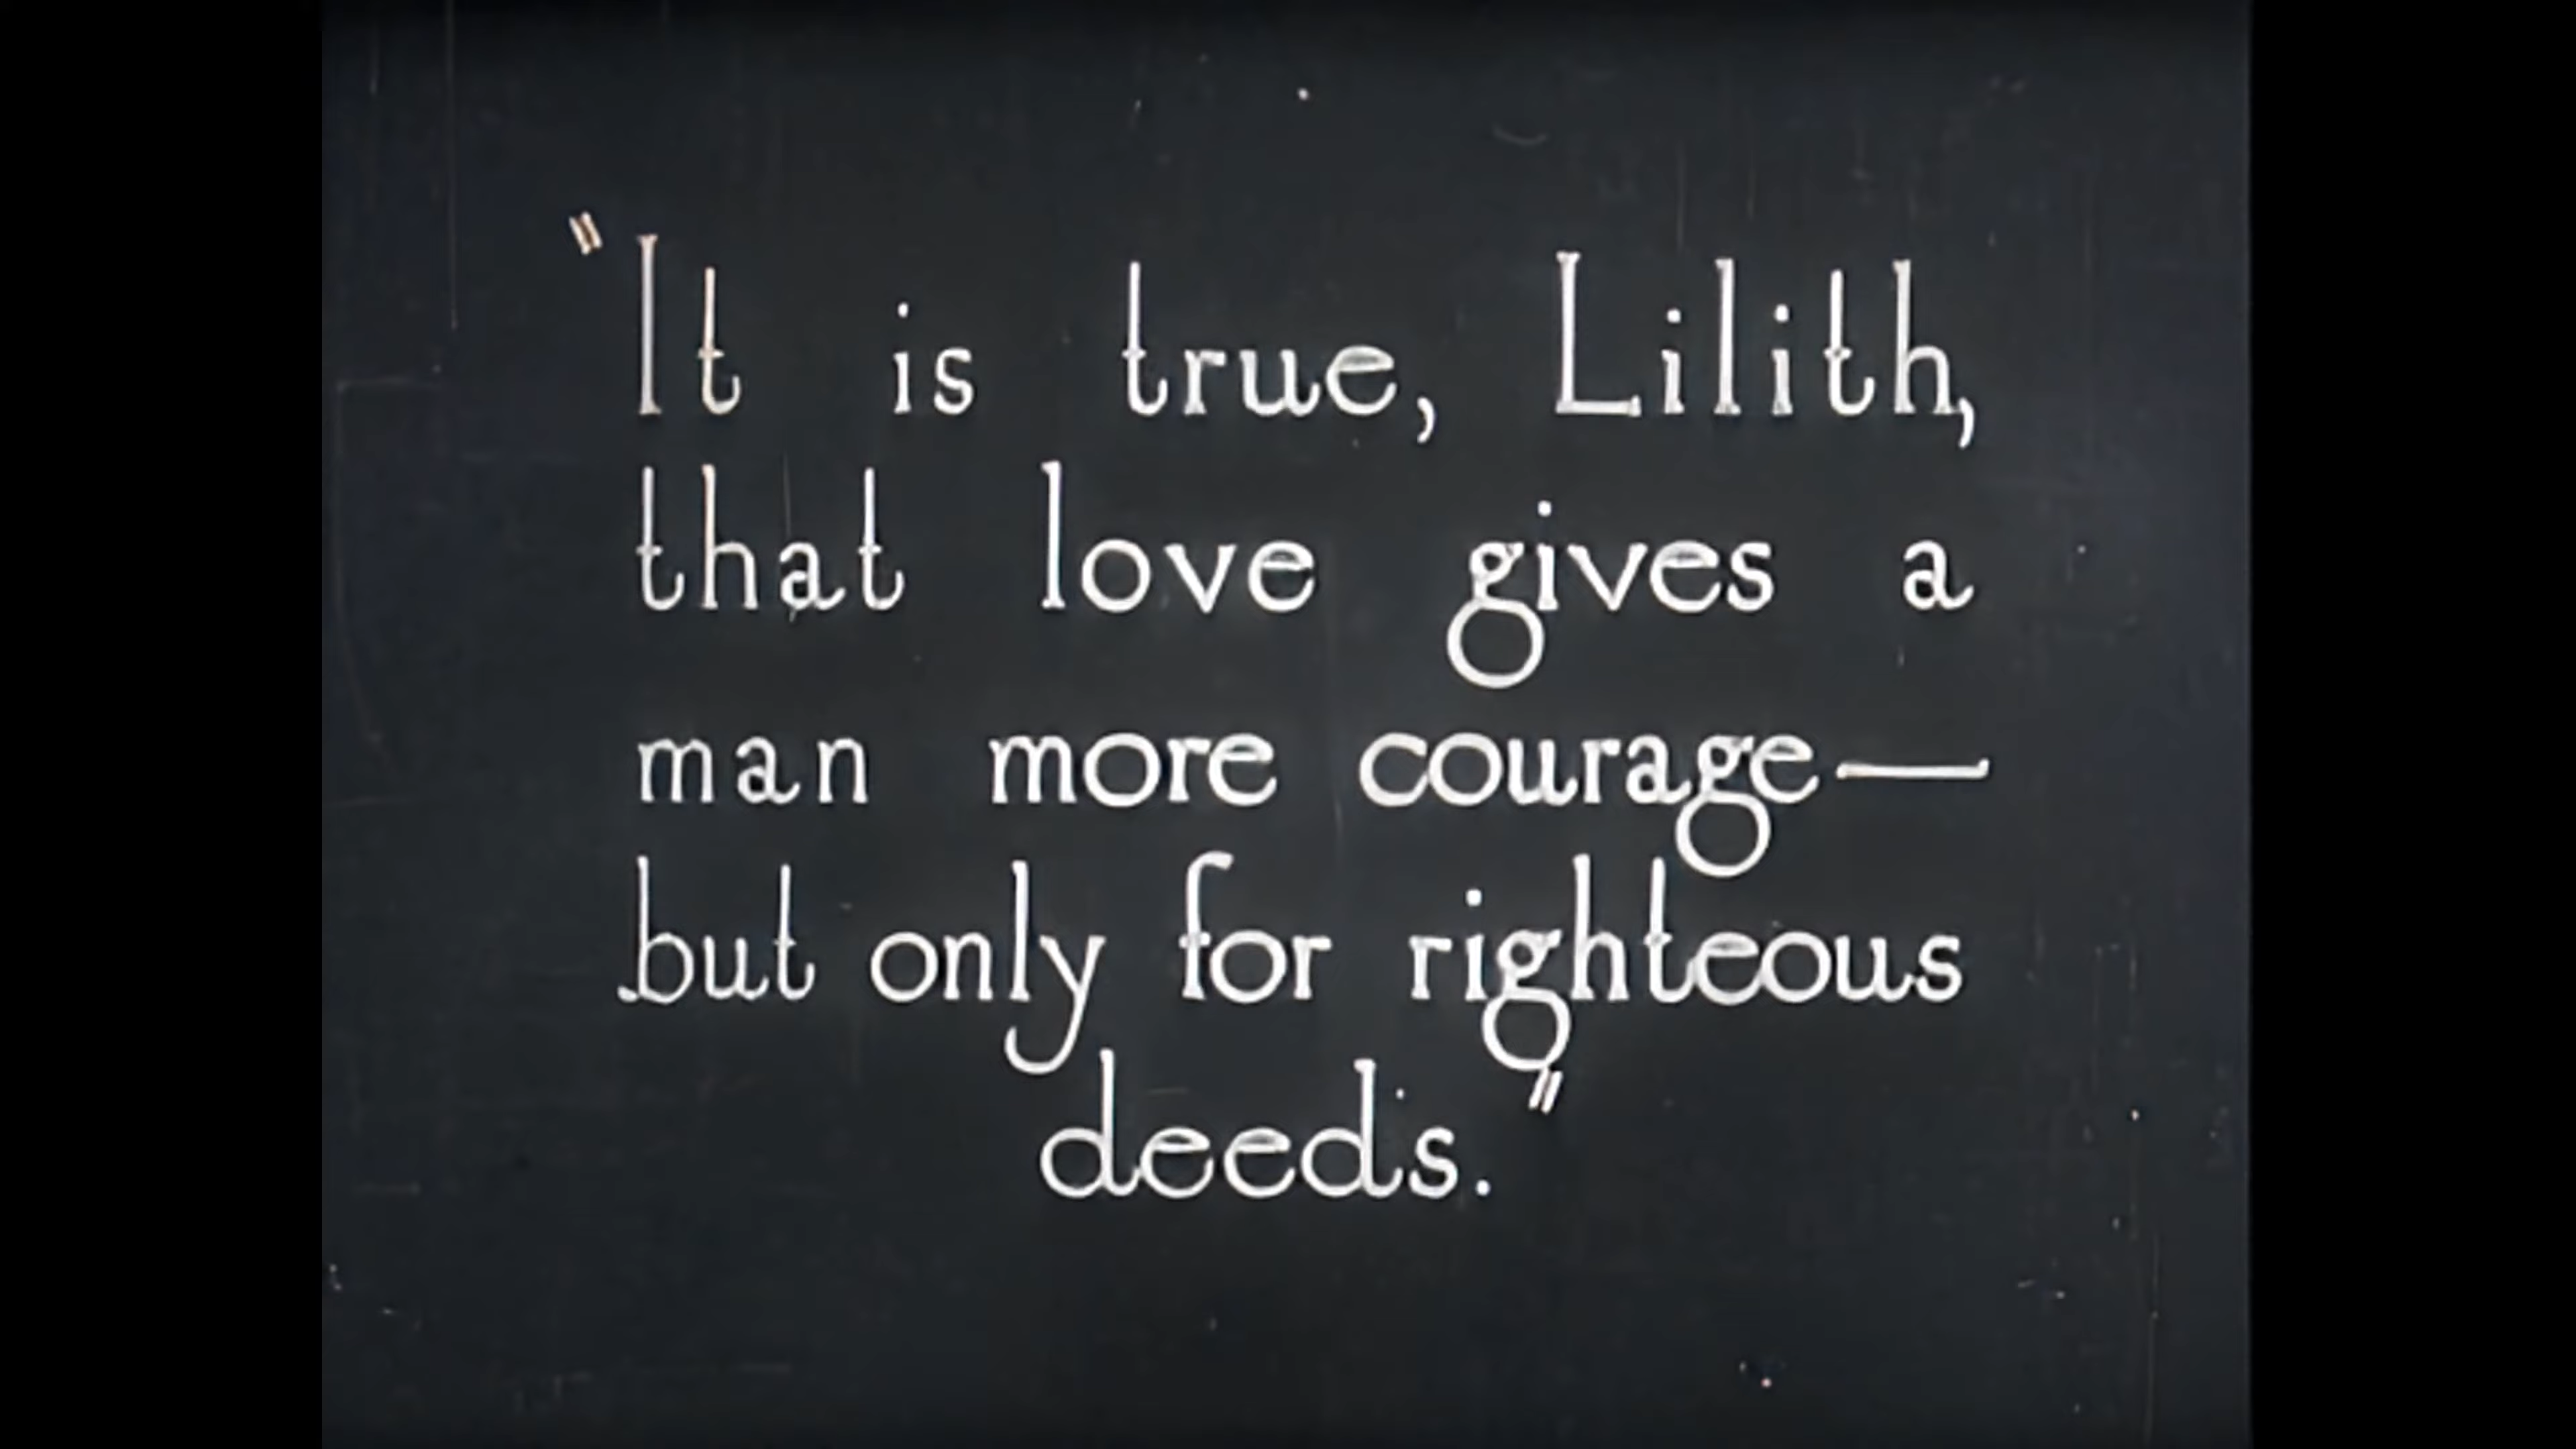 "It is true, Lilith,
that love gives a
man more courage—
but only for righteous
deeds."